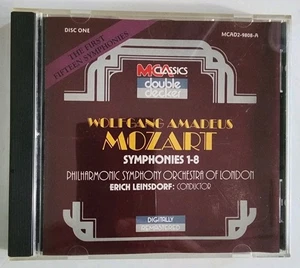 DISC ONE
MCAD2-9808-A
THE FIRST
FIFTEEN SYMPHONIES
MCA CLASSICS
double
decker
WOLFGANG AMADEUS
MOZART
SYMPHONIES 1-8
PHILHARMONIC SYMPHONY ORCHESTRA OF LONDON
ERICH LEINSDORF: CONDUCTOR
DIGITALLY
REMASTERED